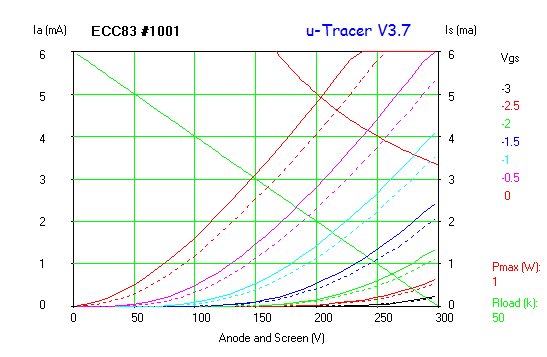 Ia (mA) ECC83 #1001 u-Tracer V3.7 Is (ma)
6 6
Vgs
5 5
-3
-2.5
-2
4 4
-1.5
-1
3 3
-0.5
0
2 2
1 1
Pmax (W):
1
0 0
Rload (k):
50
0 50 100 150 200 250 300
Anode and Screen (V)